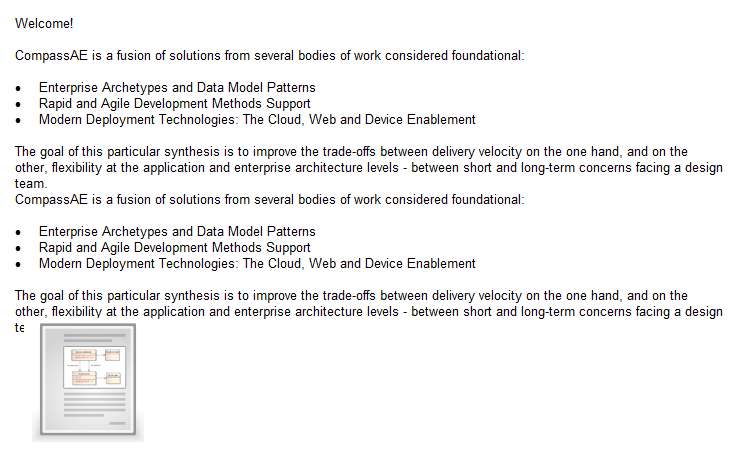 Welcome!
CompassAE is a fusion of solutions from several bodies of work considered foundational:
• Enterprise Archetypes and Data Model Patterns
• Rapid and Agile Development Methods Support
• Modern Deployment Technologies: The Cloud, Web and Device Enablement
The goal of this particular synthesis is to improve the trade-offs between delivery velocity on the one hand, and on the
other, flexibility at the application and enterprise architecture levels - between short and long-term concerns facing a design
team.
CompassAE is a fusion of solutions from several bodies of work considered foundational:
• Enterprise Archetypes and Data Model Patterns
• Rapid and Agile Development Methods Support
• Modern Deployment Technologies: The Cloud, Web and Device Enablement
The goal of this particular synthesis is to improve the trade-offs between delivery velocity on the one hand, and on the
other, flexibility at the application and enterprise architecture levels - between short and long-term concerns facing a design